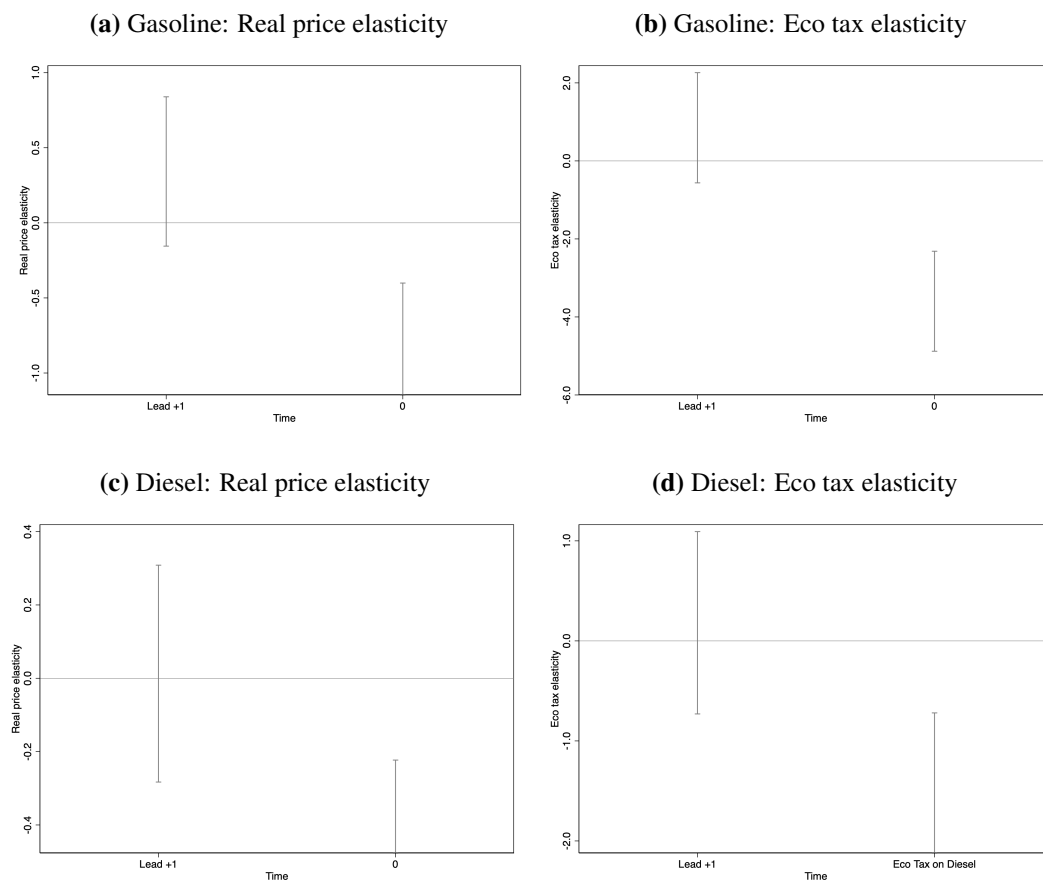 (a) Gasoline: Real price elasticity
Real price elasticity
1.0
0.5
0.0
-0.5
-1.0
Lead +1
0
Time
(b) Gasoline: Eco tax elasticity
Eco tax elasticity
2.0
0.0
-2.0
-4.0
-6.0
Lead +1
0
Time
(c) Diesel: Real price elasticity
Real price elasticity
0.4
0.2
0.0
-0.2
-0.4
Lead +1
0
Time
(d) Diesel: Eco tax elasticity
Eco tax elasticity
1.0
0.0
-1.0
-2.0
Lead +1
Eco Tax on Diesel
Time